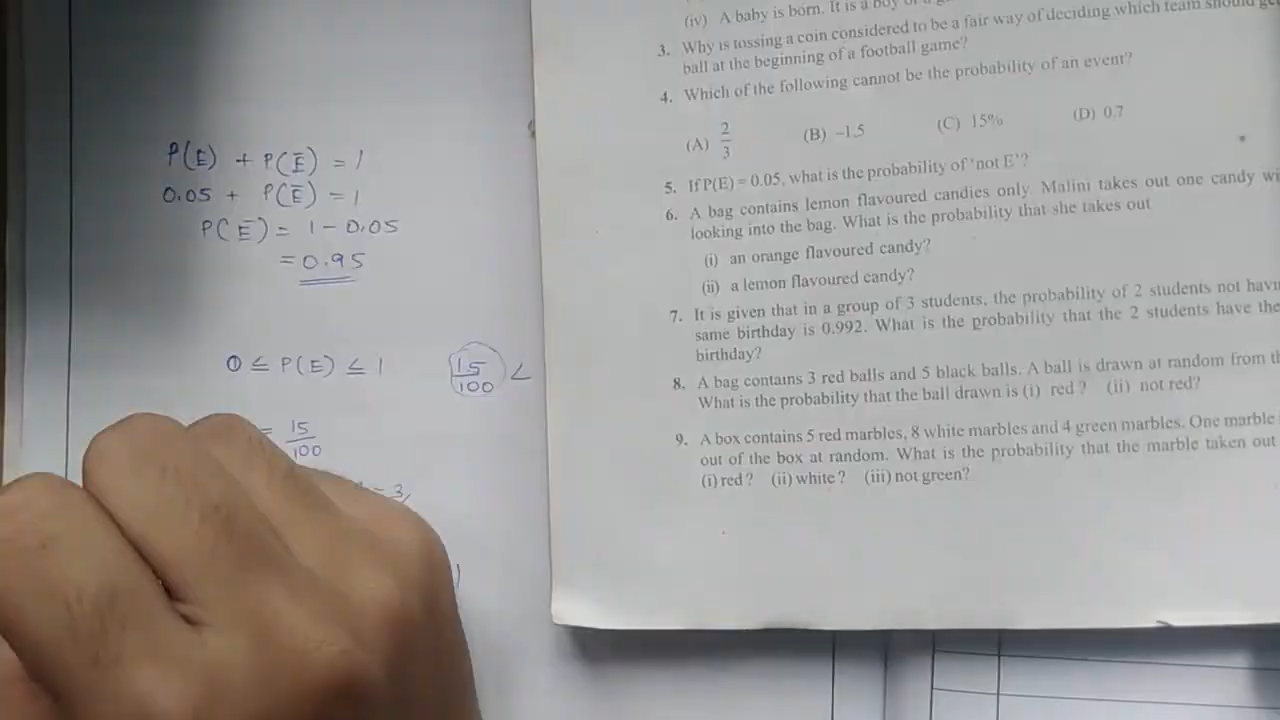 P(E) + P(E̅) = 1
0.05 + P(E̅) = 1
P(E̅) = 1 - 0.05
= 0.95
0 ≤ P(E) ≤ 1
15/100 <
= 15/100
(iv) A baby is born. It is a boy or a
3. Why is tossing a coin considered to be a fair way of deciding which team should get
ball at the beginning of a football game?
4. Which of the following cannot be the probability of an event?
(A) 2/3 (B) –1.5 (C) 15% (D) 0.7
5. If P(E) = 0.05, what is the probability of ‘not E’?
6. A bag contains lemon flavoured candies only. Malini takes out one candy wi
looking into the bag. What is the probability that she takes out
(i) an orange flavoured candy?
(ii) a lemon flavoured candy?
7. It is given that in a group of 3 students, the probability of 2 students not havin
same birthday is 0.992. What is the probability that the 2 students have the
birthday?
8. A bag contains 3 red balls and 5 black balls. A ball is drawn at random from th
What is the probability that the ball drawn is (i) red ? (ii) not red?
9. A box contains 5 red marbles, 8 white marbles and 4 green marbles. One marble
out of the box at random. What is the probability that the marble taken out
(i) red ? (ii) white ? (iii) not green?